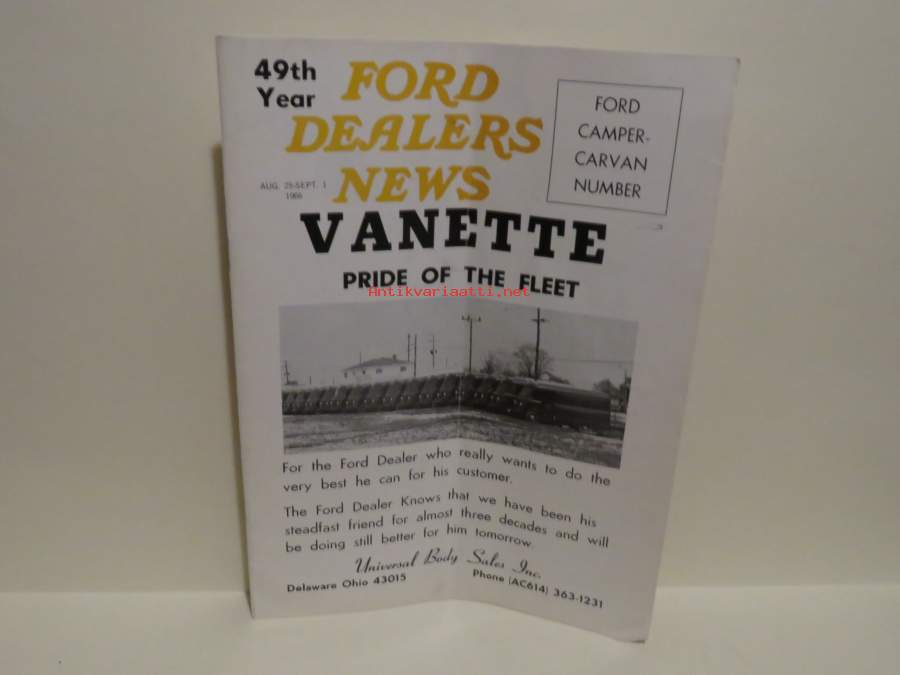 49th
Year
FORD
DEALERS
NEWS
FORD
CAMPER-
CARVAN
NUMBER
AUG. 25-SEPT. 1
1966
VANETTE
PRIDE OF THE FLEET
Antikvariaatti.net
For the Ford Dealer who really wants to do the
very best he can for his customer.
The Ford Dealer Knows that we have been his
steadfast friend for almost three decades and will
be doing still better for him tomorrow.
Universal Body Sales Inc.
Delaware Ohio 43015 Phone (AC614) 363-1231